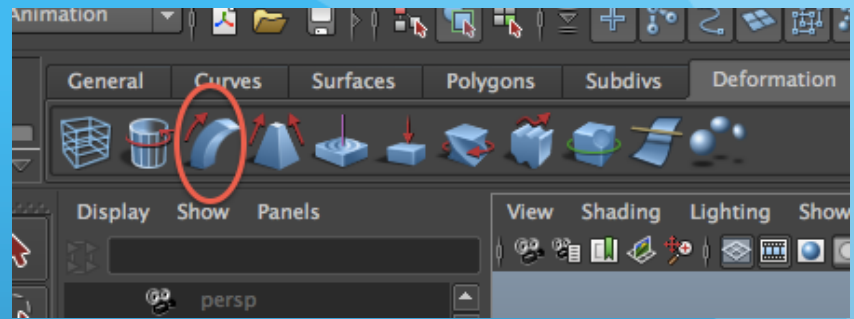 Animation
General Curves Surfaces Polygons Subdivs Deformation
Display Show Panels
View Shading Lighting Show
persp